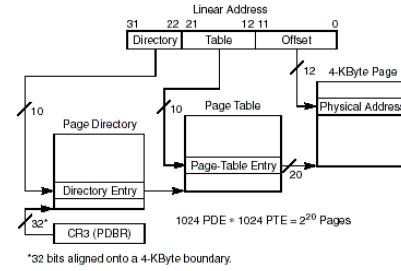 Linear Address
31 22 21 12 11 0
Directory Table Offset
12 4-KByte Page
10 10 Page Table Physical Address
Page Directory
Page-Table Entry 20
Directory Entry
1024 PDE * 1024 PTE = 2^20 Pages
32* CR3 (PDBR)
*32 bits aligned onto a 4-KByte boundary.